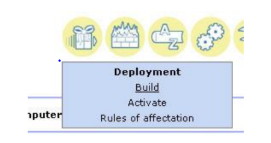 A Z
Deployment
Build
Activate
nputer
Rules of affectation